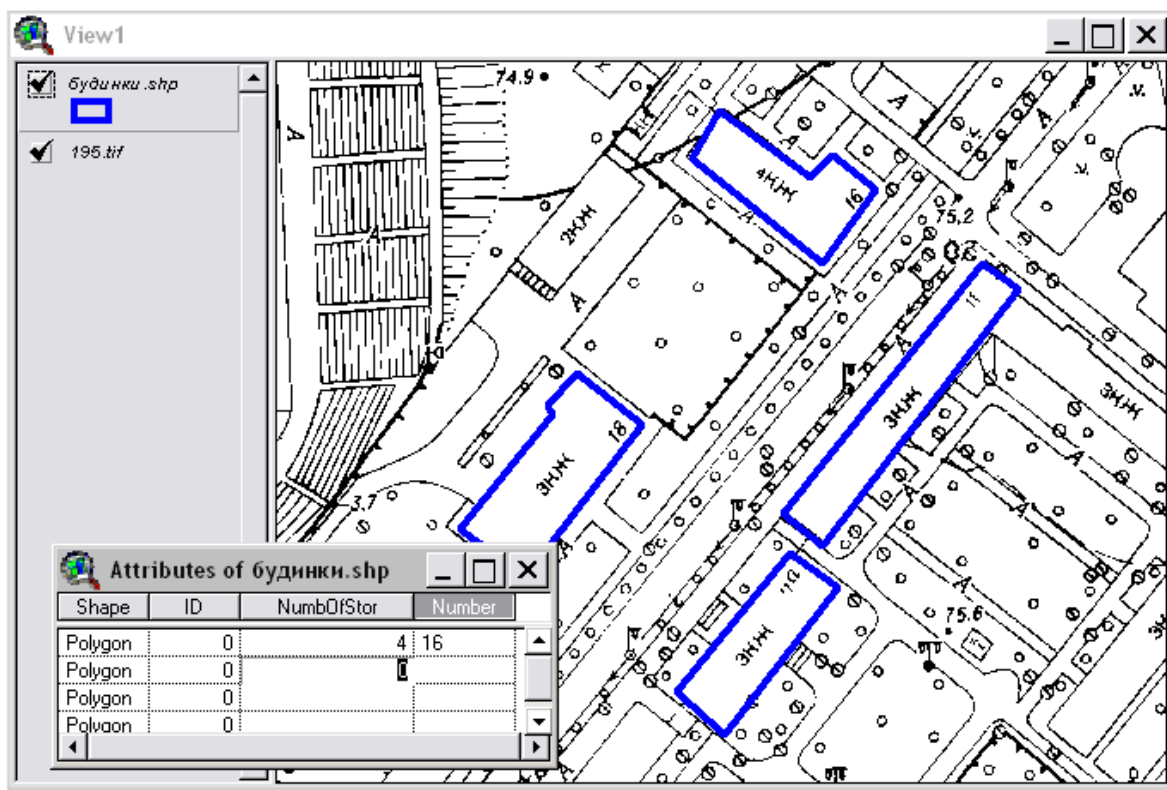 View1
будинки.shp
195.tif
74.9
А
А
А
А
4НЖ
16
А
2НЖ
75,2
А
А
А
11
3НЖ
3НЖ
18
3НЖ
3,7
А
А
А
А
3НЖ
75.6
Attributes of будинки.shp
Shape ID NumbOfStor Number
Polygon 0 4 16
Polygon 0 0
Polygon 0
Polygon 0